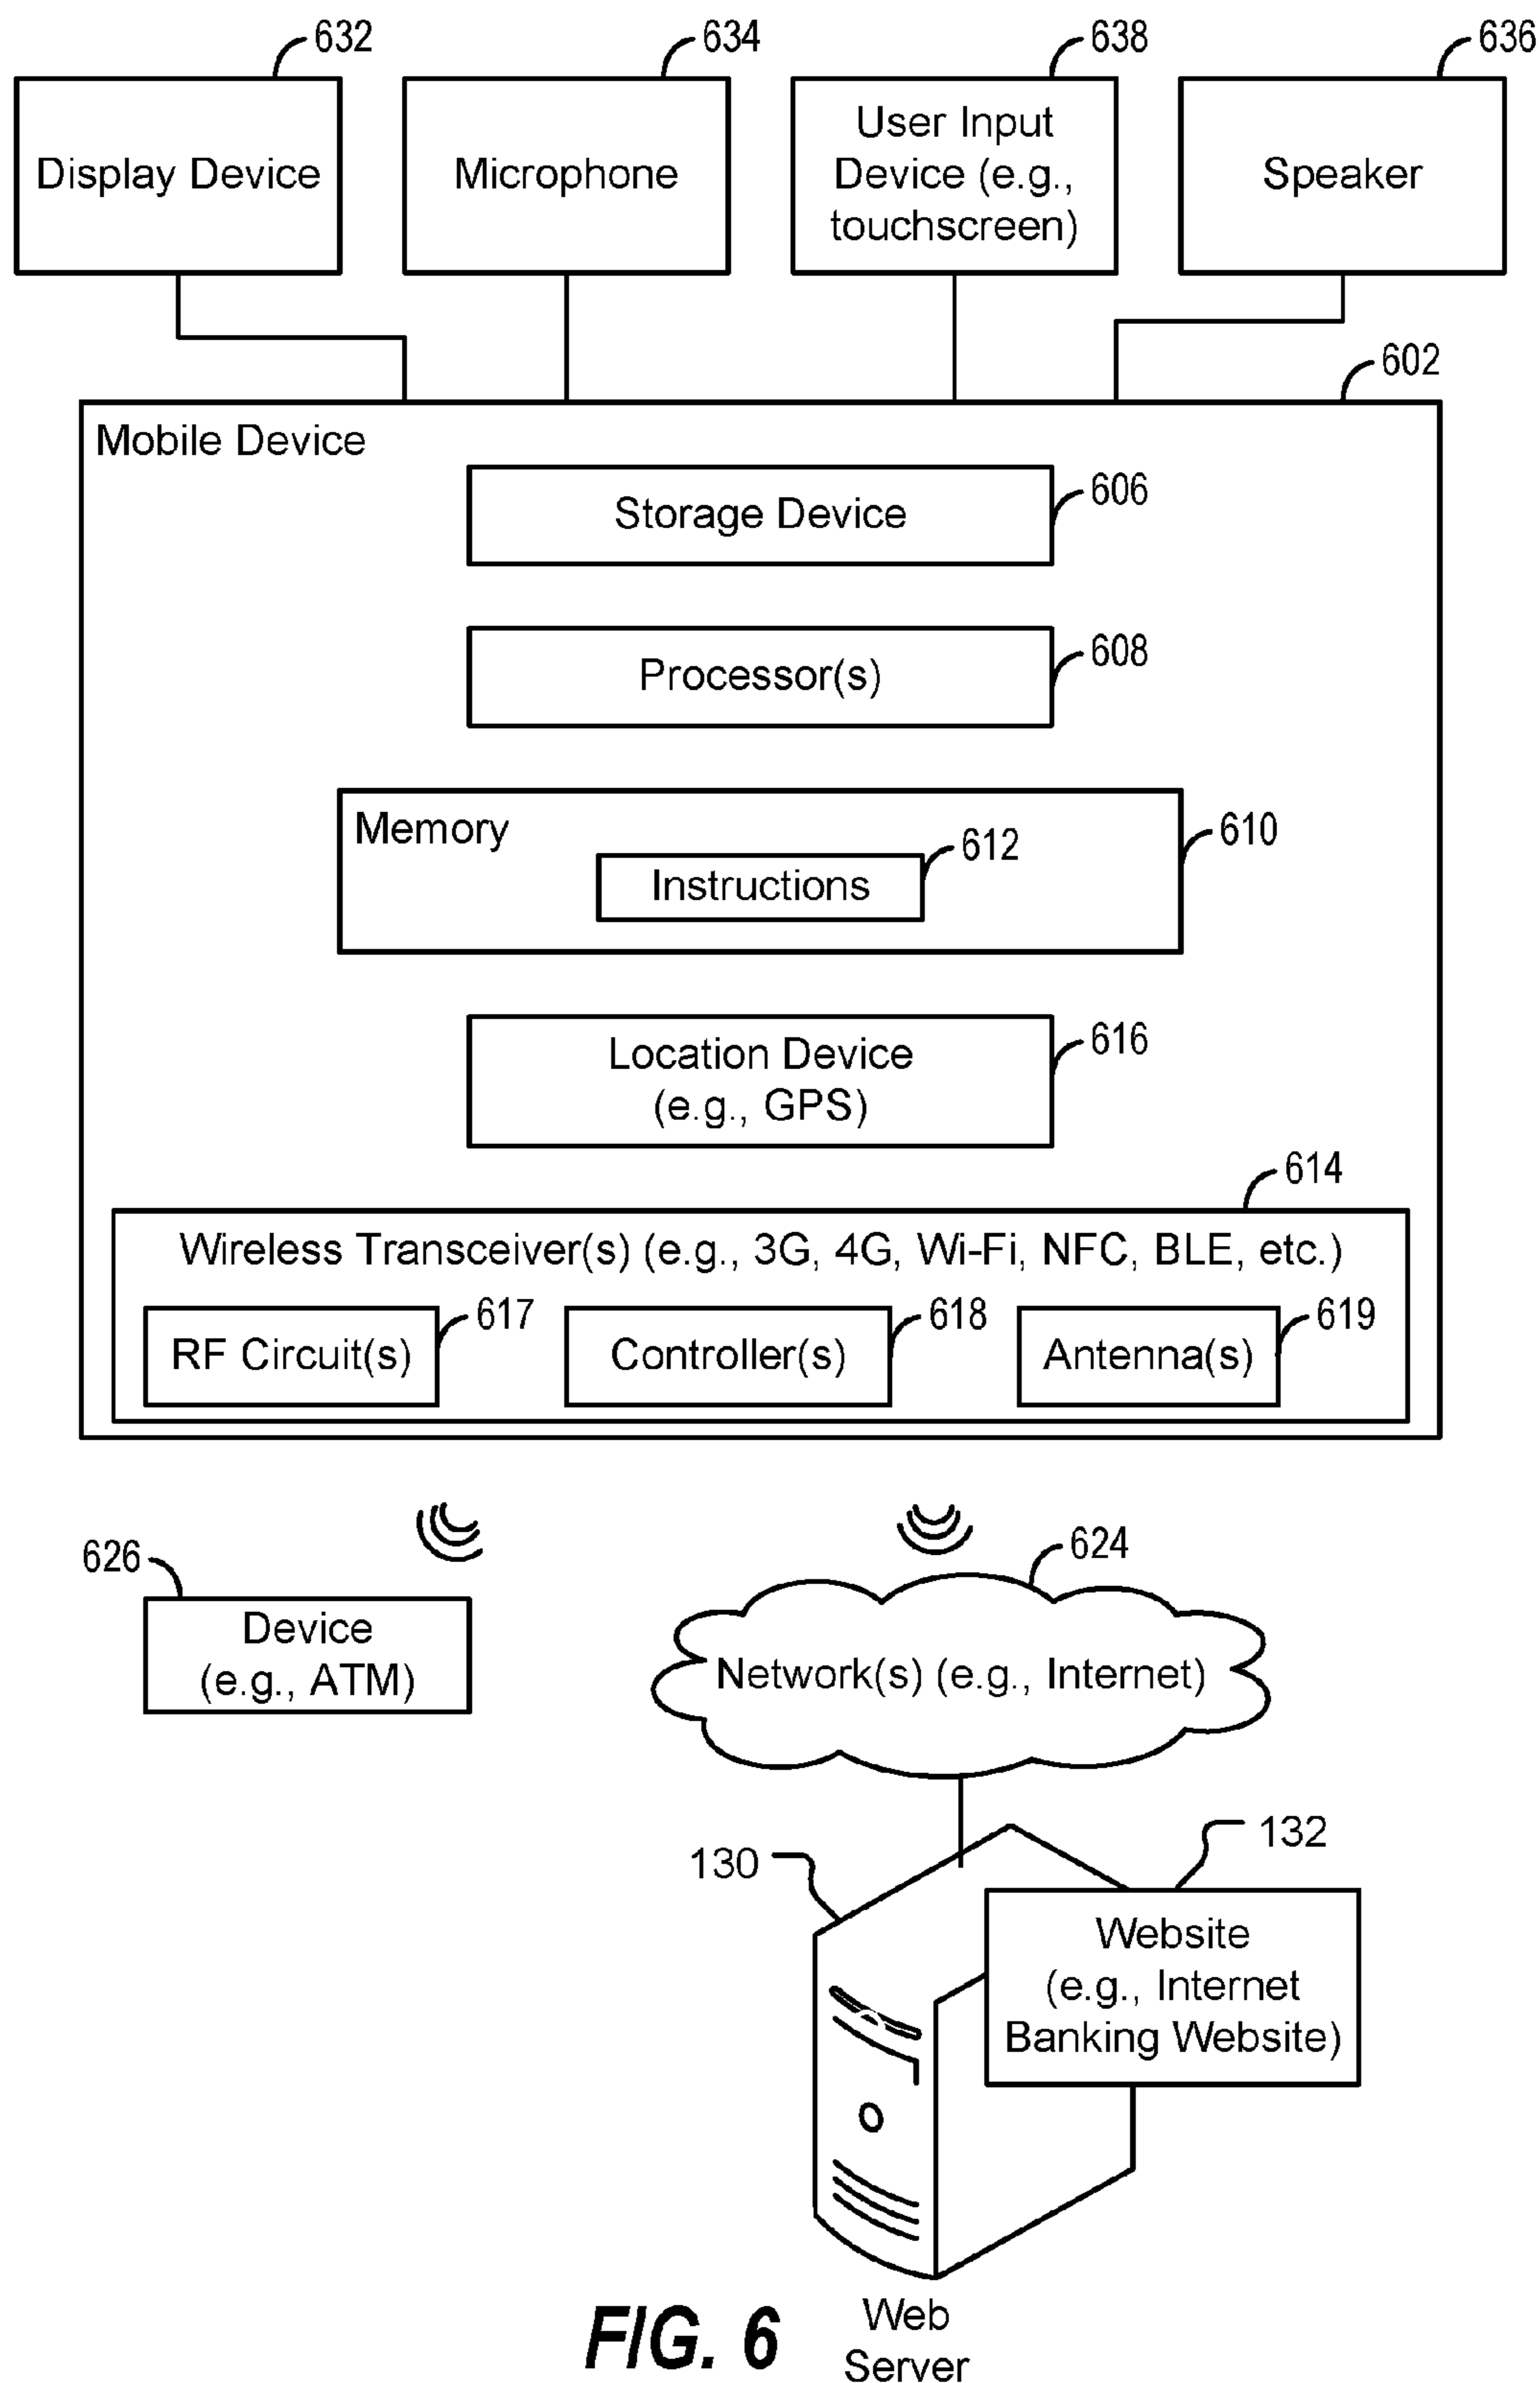 632
634
638
636
Display Device
Microphone
User Input
Device (e.g.,
touchscreen)
Speaker
602
Mobile Device
Storage Device
606
Processor(s)
608
Memory
610
612
Instructions
Location Device
(e.g., GPS)
616
614
Wireless Transceiver(s) (e.g., 3G, 4G, Wi-Fi, NFC, BLE, etc.)
RF Circuit(s)
617
Controller(s)
618
Antenna(s)
619
626
Device
(e.g., ATM)
624
Network(s) (e.g., Internet)
130
132
Website
(e.g., Internet
Banking Website)
Web
Server
FIG. 6